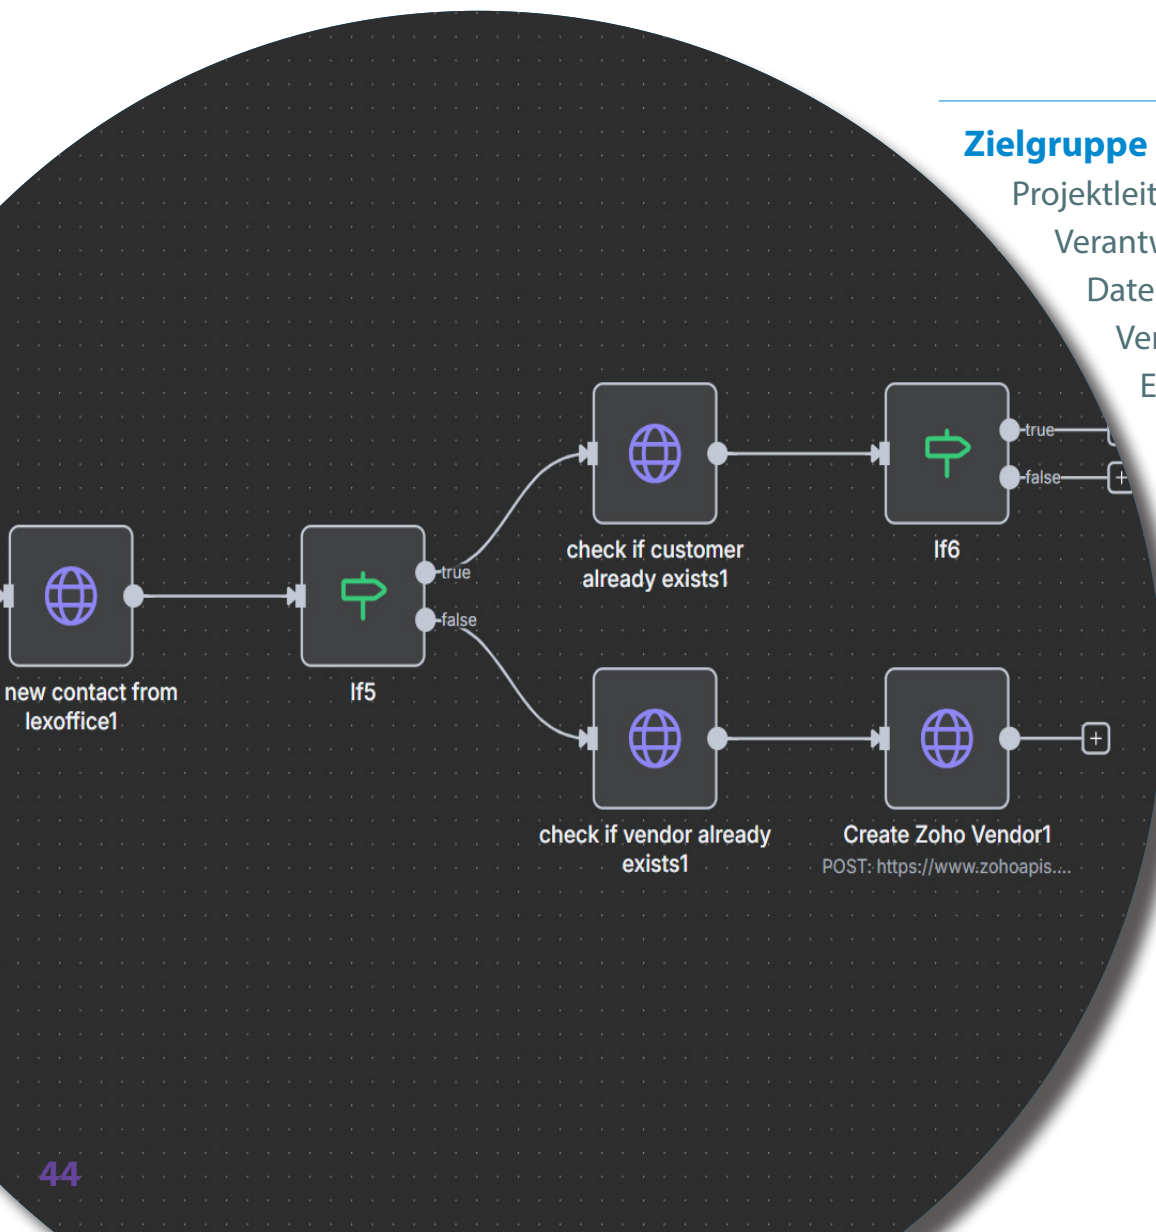 Zielgruppe
true
false
check if customer
already exists1
If6
true
false
new contact from
lexoffice1
If5
check if vendor already
exists1
Create Zoho Vendor1
POST: https://www.zohoapis....
44